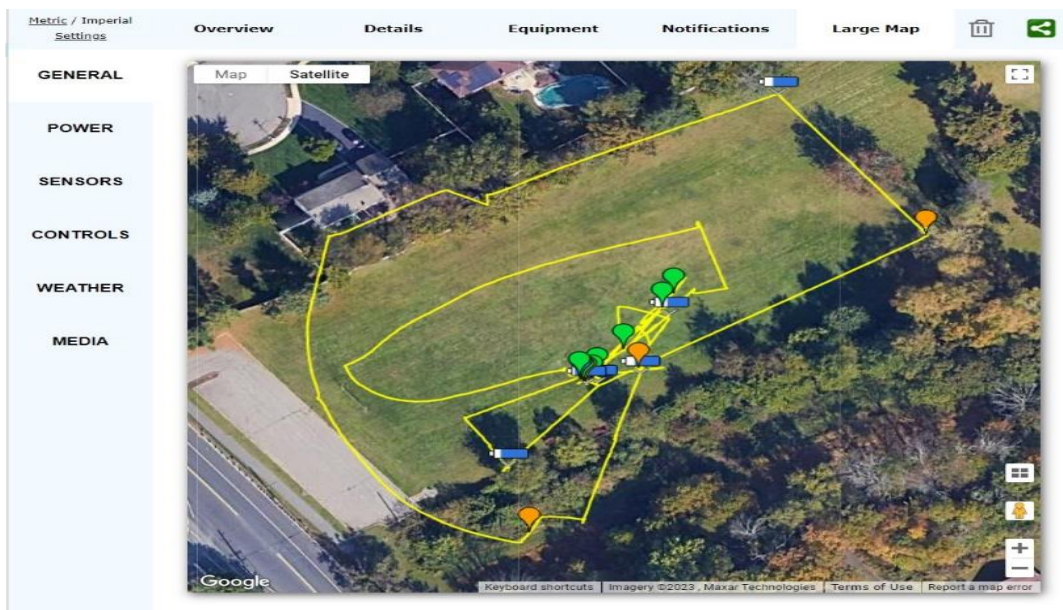 Metric / Imperial
Settings
Overview
Details
Equipment
Notifications
Large Map
GENERAL
POWER
SENSORS
CONTROLS
WEATHER
MEDIA
Map
Satellite
Google
Keyboard shortcuts
Imagery ©2023 , Maxar Technologies
Terms of Use
Report a map error